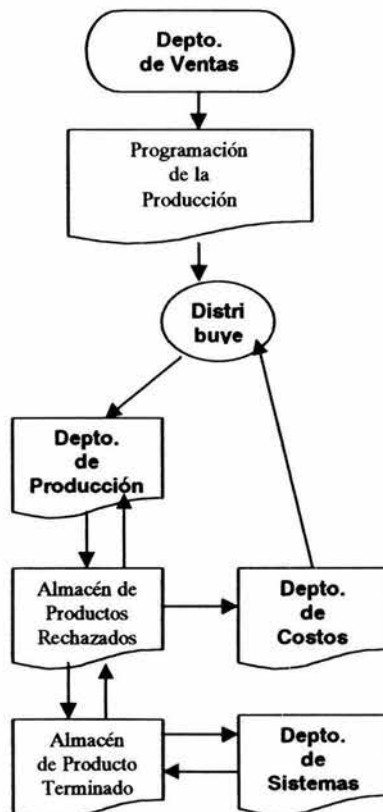 Depto.
de Ventas
Programación
de la
Producción
Distri
buye
Depto.
de
Producción
Almacén de
Productos
Rechazados
Depto.
de
Costos
Almacén
de Producto
Terminado
Depto.
de
Sistemas